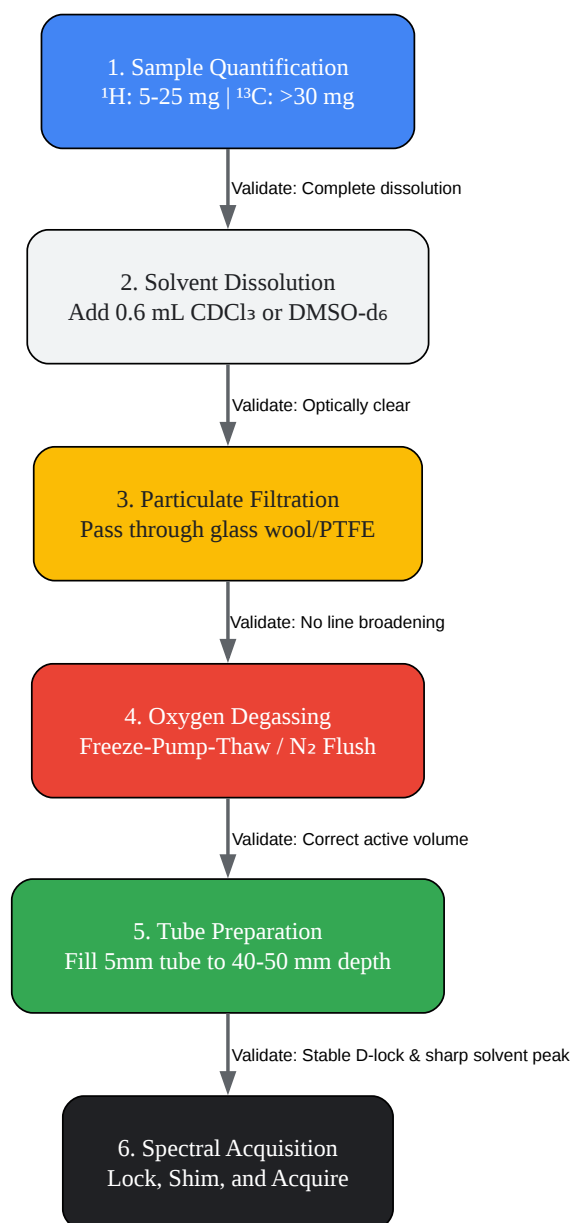 1. Sample Quantification
¹H: 5-25 mg | ¹³C: >30 mg
Validate: Complete dissolution
2. Solvent Dissolution
Add 0.6 mL CDCl₃ or DMSO-d₆
Validate: Optically clear
3. Particulate Filtration
Pass through glass wool/PTFE
Validate: No line broadening
4. Oxygen Degassing
Freeze-Pump-Thaw / N₂ Flush
Validate: Correct active volume
5. Tube Preparation
Fill 5mm tube to 40-50 mm depth
Validate: Stable D-lock & sharp solvent peak
6. Spectral Acquisition
Lock, Shim, and Acquire